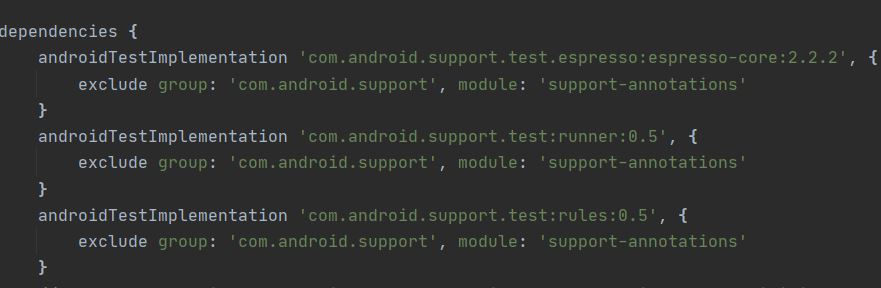 dependencies {
androidTestImplementation 'com.android.support.test.espresso:espresso-core:2.2.2', {
exclude group: 'com.android.support', module: 'support-annotations'
}
androidTestImplementation 'com.android.support.test:runner:0.5', {
exclude group: 'com.android.support', module: 'support-annotations'
}
androidTestImplementation 'com.android.support.test:rules:0.5', {
exclude group: 'com.android.support', module: 'support-annotations'
}